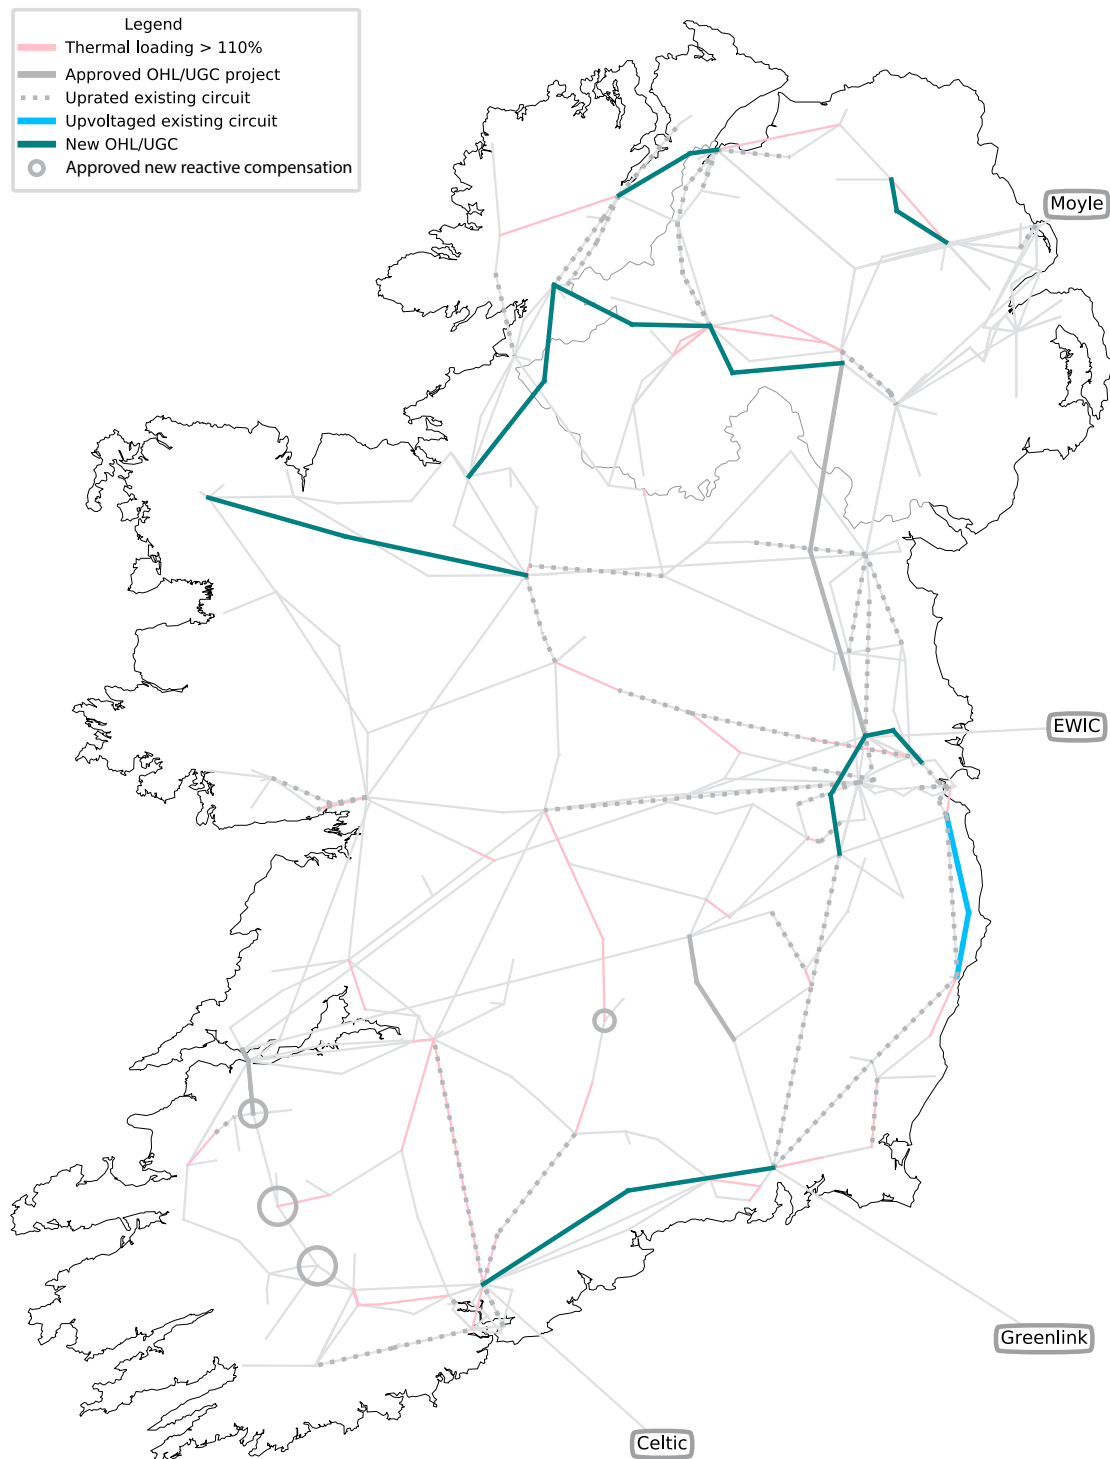 Legend
Thermal loading > 110%
Approved OHL/UGC project
Uprated existing circuit
Upvoltaged existing circuit
New OHL/UGC
Approved new reactive compensation
Moyle
EWIC
Greenlink
Celtic